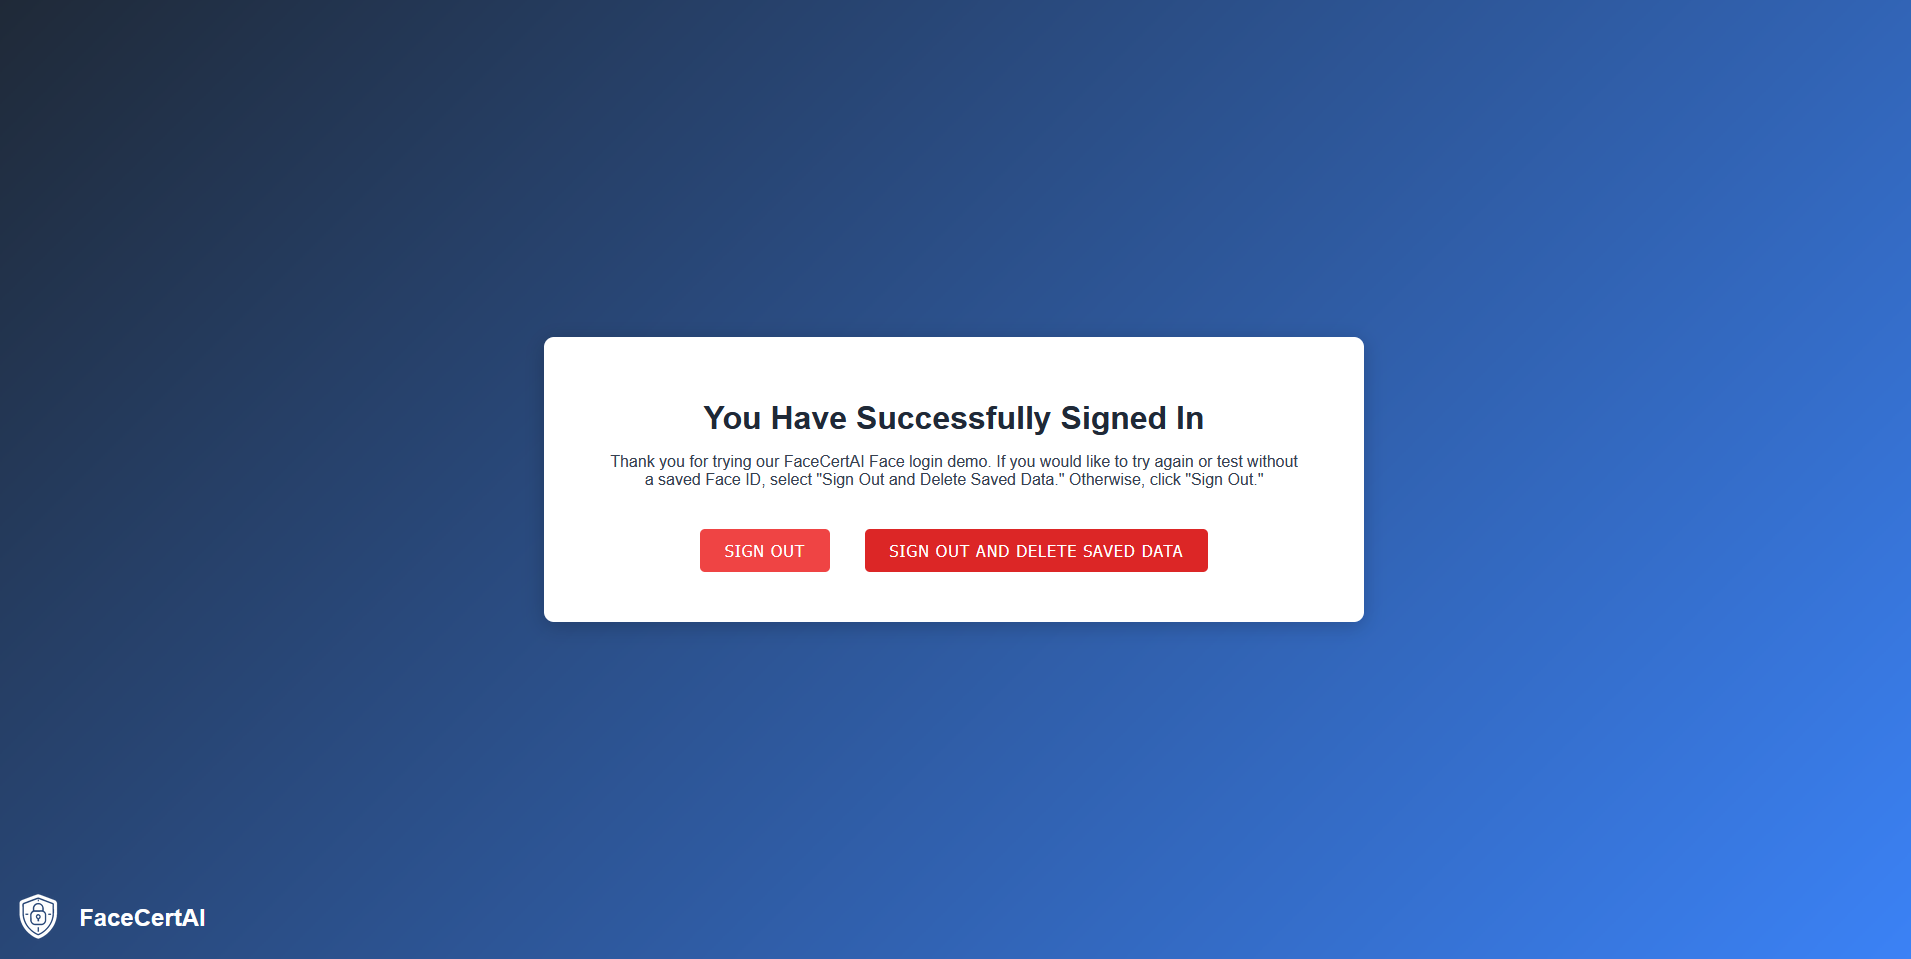 You Have Successfully Signed In
Thank you for trying our FaceCertAI Face login demo. If you would like to try again or test without
a saved Face ID, select "Sign Out and Delete Saved Data." Otherwise, click "Sign Out."
SIGN OUT
SIGN OUT AND DELETE SAVED DATA
FaceCertAI